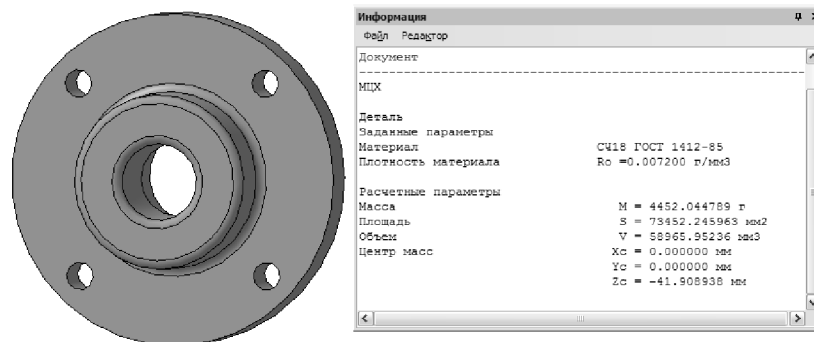 Информация
Файл Редактор
Документ
МЦХ
Деталь
Заданные параметры
Материал СЧ18 ГОСТ 1412-85
Плотность материала Ro =0.007200 г/мм3
Расчетные параметры
Масса M = 4452.044789 г
Площадь S = 73452.245963 мм2
Объем V = 58965.95236 мм3
Центр масс Xc = 0.000000 мм
Yc = 0.000000 мм
Zc = -41.908938 мм